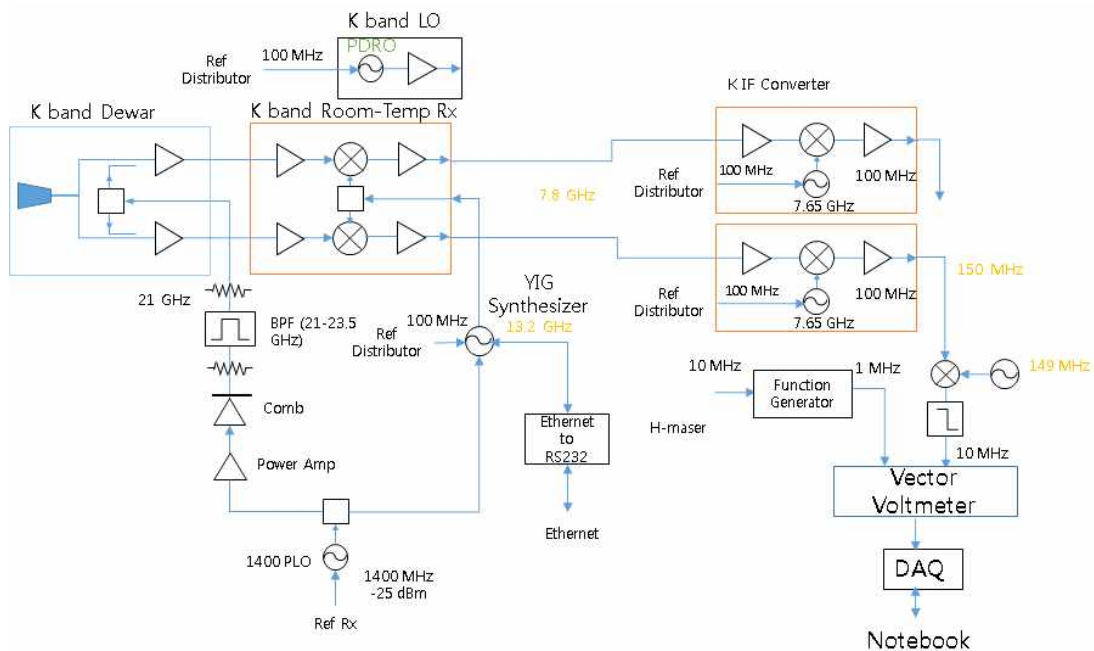 K band LO
PDRO
100 MHz
Ref
Distributor
K band Dewar
K band Room-Temp Rx
K IF Converter
100 MHz
100 MHz
Ref
Distributor
7.65 GHz
7.8 GHz
100 MHz
100 MHz
Ref
Distributor
7.65 GHz
150 MHz
21 GHz
BPF (21-23.5
GHz)
YIG
Synthesizer
100 MHz
13.2 GHz
Ref
Distributor
149 MHz
10 MHz
Function
Generator
1 MHz
H-maser
10 MHz
Comb
Ethernet
to
RS232
Power Amp
Vector
Voltmeter
Ethernet
1400 PLO
1400 MHz
-25 dBm
Ref Rx
DAQ
Notebook